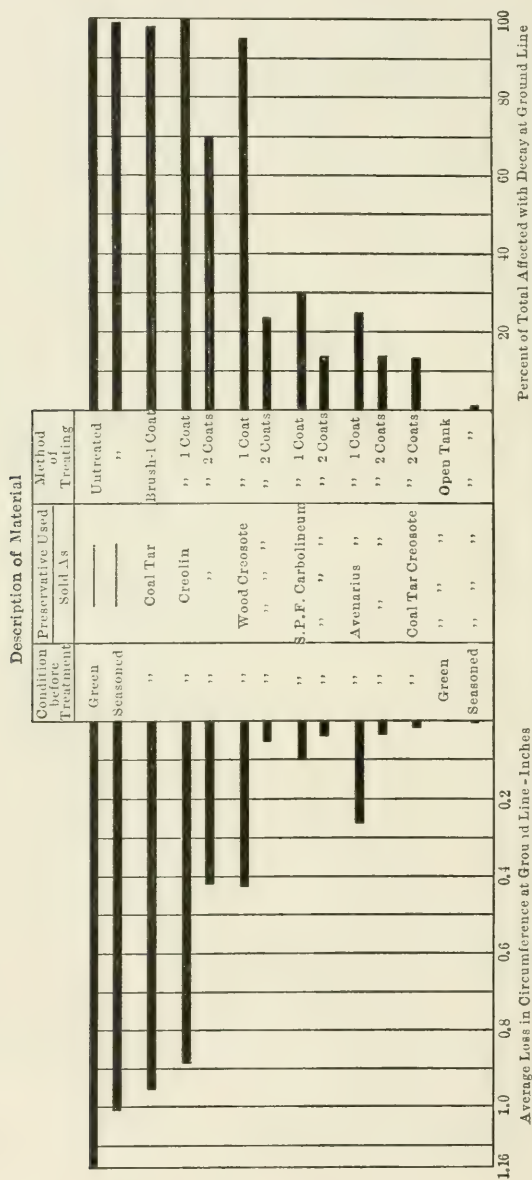 Description of Material
Condition before Treatment Preservative Used Sold As Method of Treating
Green —— Untreated
Seasoned —— ,,
,, Coal Tar Brush-1 Coat
,, Creolin ,, 1 Coat
,, ,, ,, 2 Coats
,, Wood Creosote ,, 1 Coat
,, ,, ,, ,, 2 Coats
,, S.P.F. Carbolineum ,, 1 Coat
,, ,, ,, ,, 2 Coats
,, Avenarius ,, ,, 1 Coat
,, ,, ,, ,, 2 Coats
,, Coal Tar Creosote ,, 2 Coats
Green ,, ,, ,, Open Tank
Seasoned ,, ,, ,, ,, ,,
1.16 1.0 0.8 0.6 0.4 0.2
Average Loss in Circumference at Ground Line - Inches
20 40 60 80 100
Percent of Total Affected with Decay at Ground Line